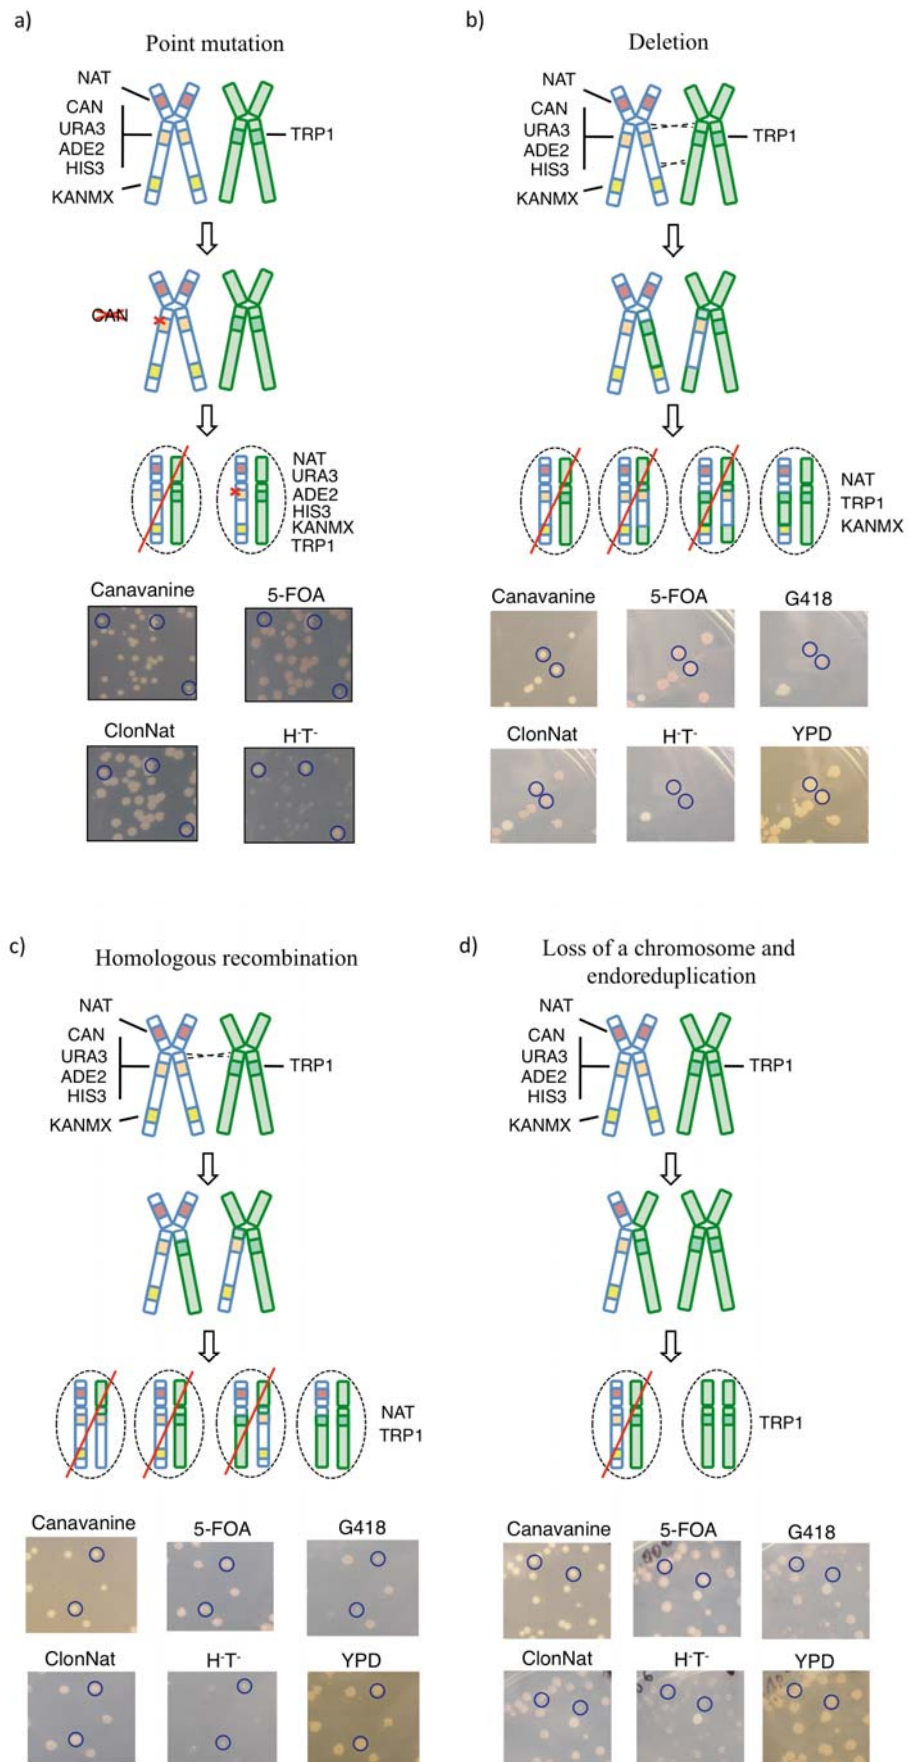 a)
Point mutation
NAT
CAN
URA3
ADE2
HIS3
KANMX
TRP1
CAN
NAT
URA3
ADE2
HIS3
KANMX
TRP1
Canavanine
5-FOA
ClonNat
H-T-
b)
Deletion
NAT
CAN
URA3
ADE2
HIS3
KANMX
TRP1
NAT
TRP1
KANMX
Canavanine
5-FOA
G418
ClonNat
H-T-
YPD
c)
Homologous recombination
NAT
CAN
URA3
ADE2
HIS3
KANMX
TRP1
NAT
TRP1
Canavanine
5-FOA
G418
ClonNat
H-T-
YPD
d)
Loss of a chromosome and
endoreduplication
NAT
CAN
URA3
ADE2
HIS3
KANMX
TRP1
TRP1
Canavanine
5-FOA
G418
ClonNat
H-T-
YPD